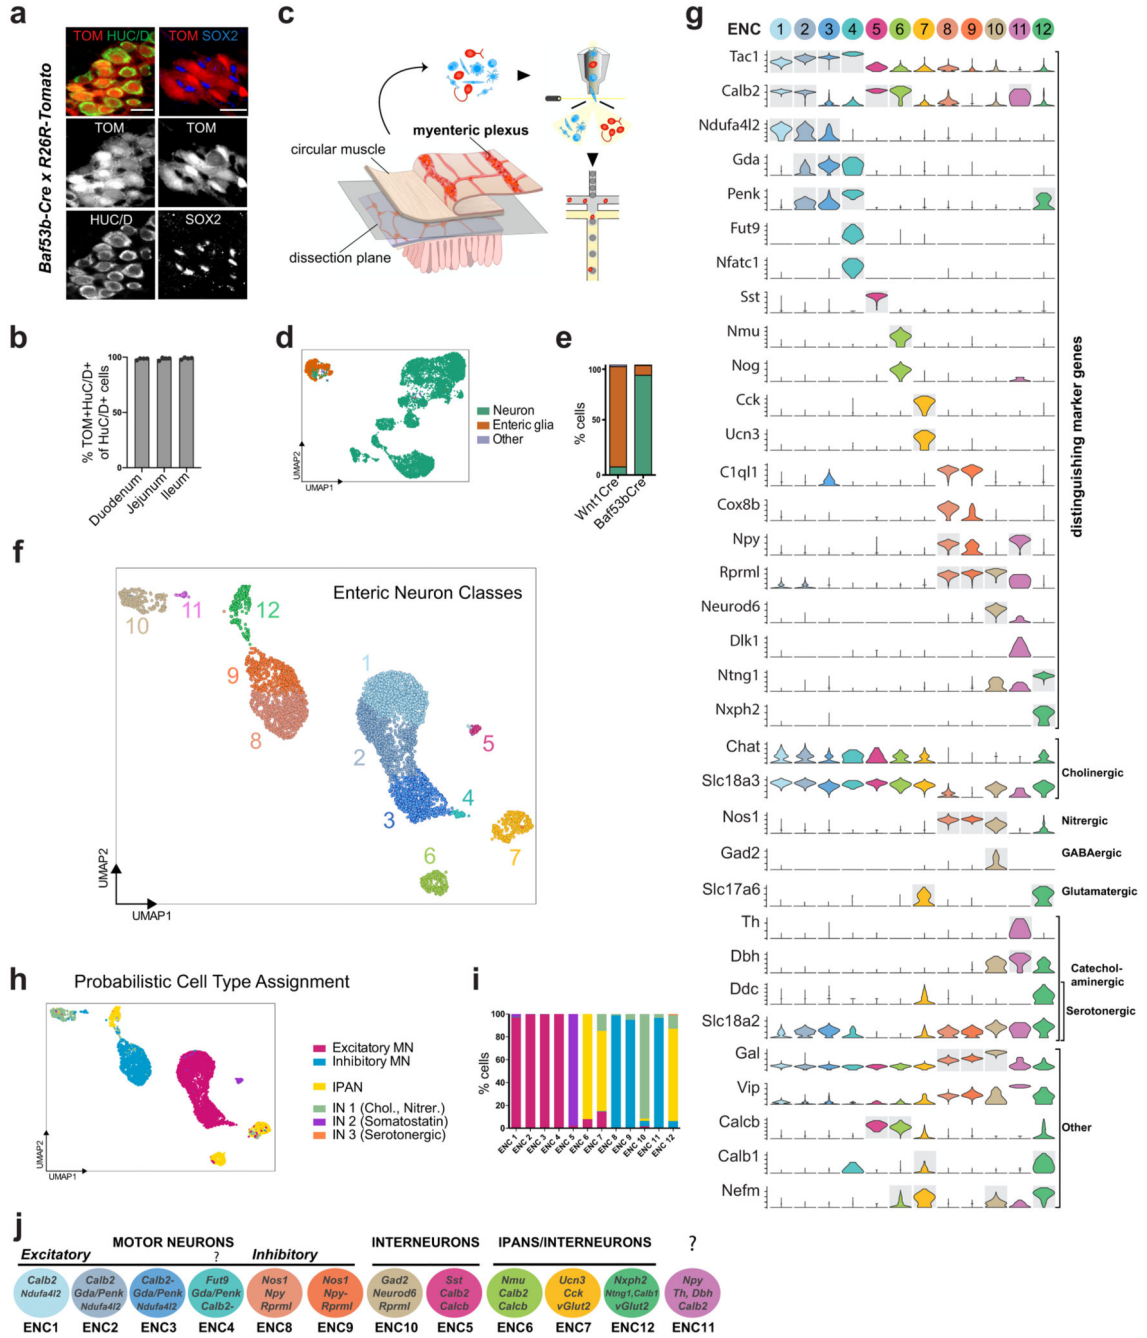 a
TOM HUC/D
TOM SOX2
TOM
TOM
HUC/D
SOX2
Baf53b-Cre x R26R-Tomato
b
% TOM+HuC/D+
of HuC/D+ cells
100
50
0
Duodenum
Jejunum
Ileum
c
myenteric plexus
circular muscle
dissection plane
d
Neuron
Enteric glia
Other
UMAP2
UMAP1
e
% cells
100
50
0
Wnt1Cre
Baf53bCre
f
Enteric Neuron Classes
10
11
12
9
8
1
2
3
4
5
6
7
UMAP2
UMAP1
g
ENC 1 2 3 4 5 6 7 8 9 10 11 12
Tac1
Calb2
Ndufa4l2
Gda
Penk
Fut9
Nfatc1
Sst
Nmu
Nog
Cck
Ucn3
C1ql1
Cox8b
Npy
Rprml
Neurod6
Dlk1
Ntng1
Nxph2
distinguishing marker genes
Chat
Slc18a3
Cholinergic
Nos1
Nitrergic
Gad2
GABAergic
Slc17a6
Glutamatergic
Th
Dbh
Ddc
Slc18a2
Catechol-
aminergic
Serotonergic
Gal
Vip
Calcb
Calb1
Nefm
Other
h
Probabilistic Cell Type Assignment
UMAP2
UMAP1
Excitatory MN
Inhibitory MN
IPAN
IN 1 (Chol., Nitrer.)
IN 2 (Somatostatin)
IN 3 (Serotonergic)
i
% cells
100
80
60
40
20
0
ENC 1
ENC 2
ENC 3
ENC 4
ENC 5
ENC 6
ENC 7
ENC 8
ENC 9
ENC 10
ENC 11
ENC 12
j
MOTOR NEURONS
INTERNEURONS
IPANS/INTERNEURONS
?
Excitatory
?
Inhibitory
Calb2
Ndufa4l2
Calb2
Gda/Penk
Ndufa4l2
Calb2-
Gda/Penk
Ndufa4l2
Fut9
Gda/Penk
Calb2-
Nos1
Npy
Rprml
Nos1
Npy-
Rprml
Gad2
Neurod6
Rprml
Sst
Calb2
Calcb
Nmu
Calb2
Calcb
Ucn3
Cck
vGlut2
Nxph2
Ntng1,Calb1
vGlut2
Npy
Th, Dbh
Calb2
ENC1 ENC2 ENC3 ENC4 ENC8 ENC9 ENC10 ENC5 ENC6 ENC7 ENC12 ENC11